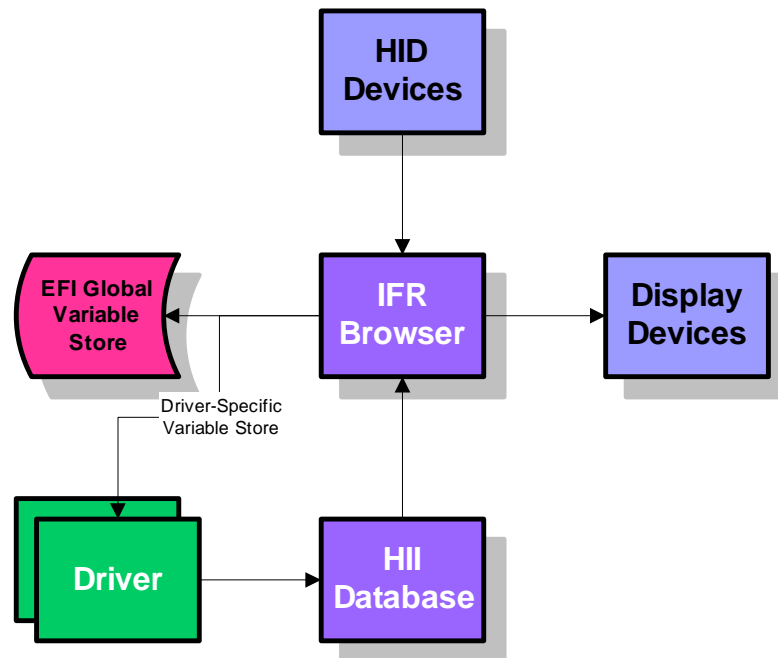 HID
Devices
EFI Global
Variable
Store
IFR
Browser
Display
Devices
Driver-Specific
Variable Store
Driver
HII
Database